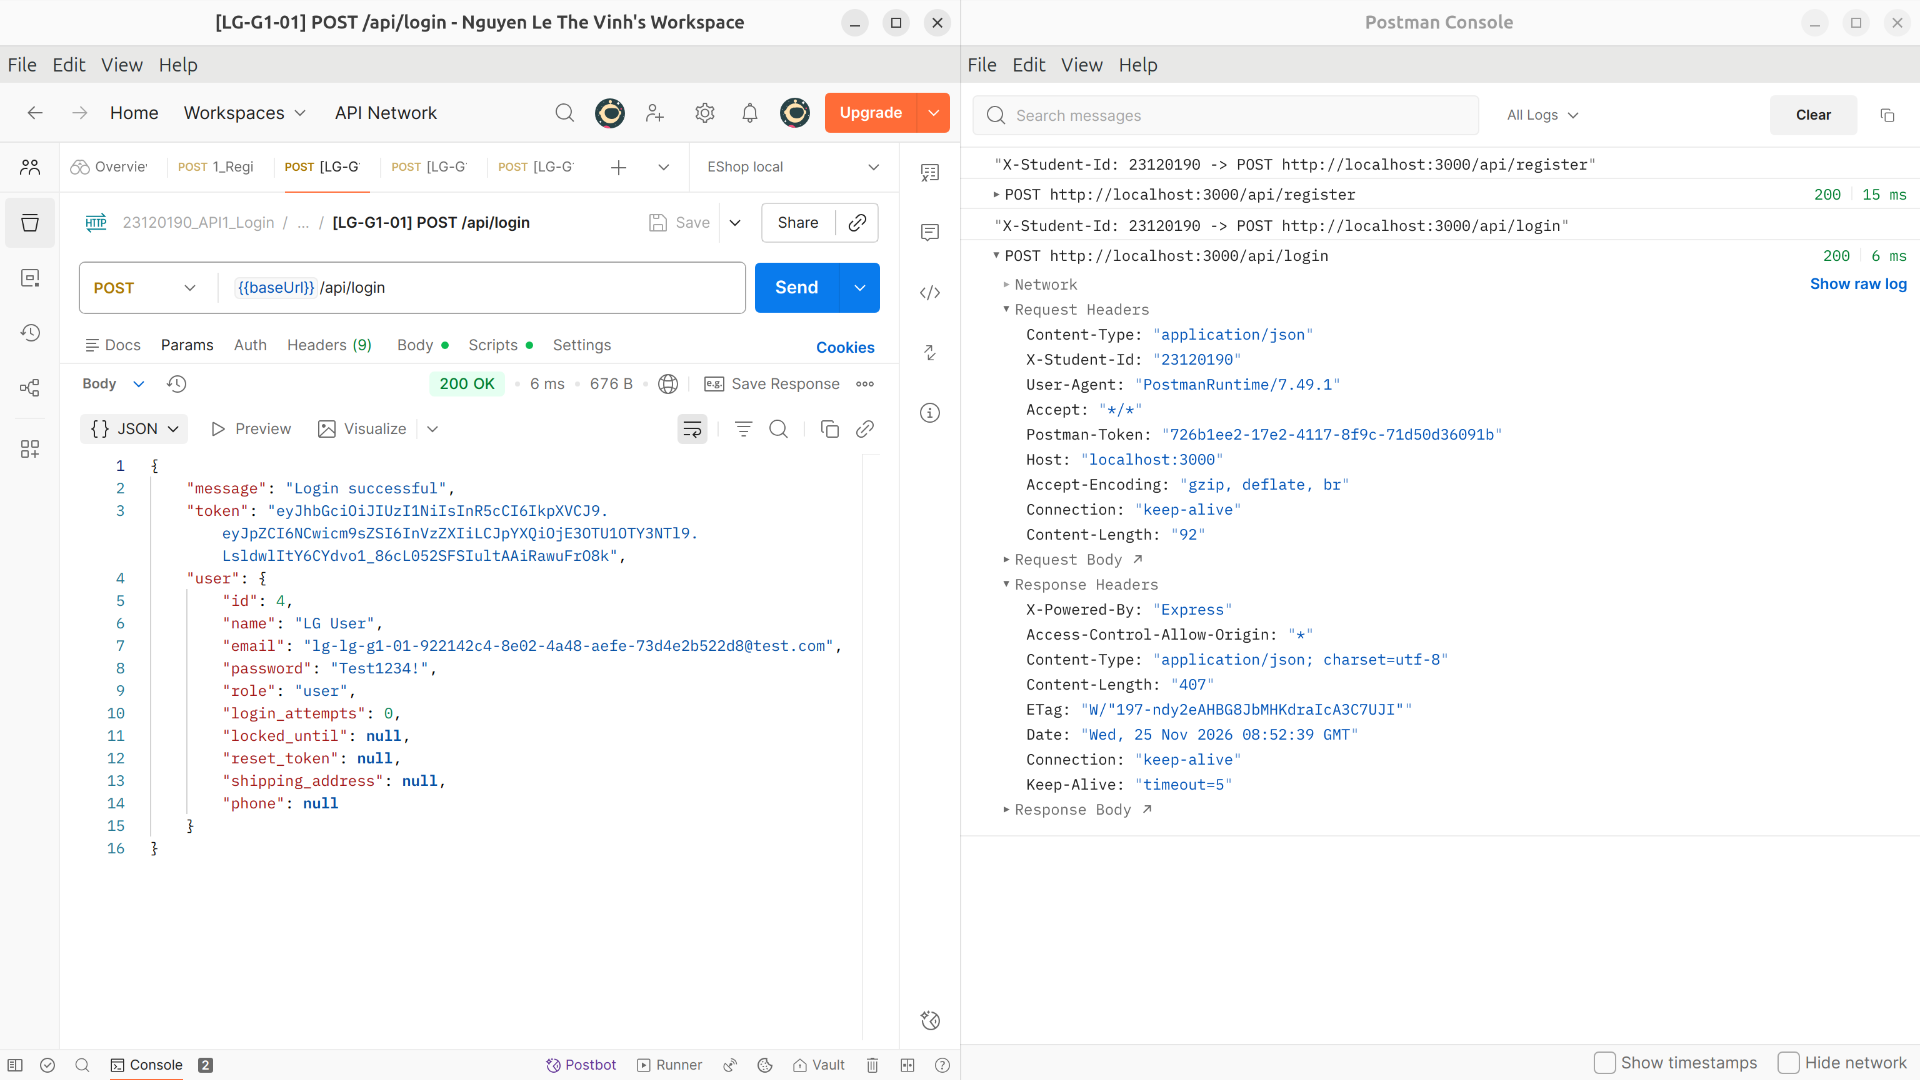 [LG-G1-01] POST /api/login - Nguyen Le The Vinh's Workspace
File Edit View Help
Home Workspaces API Network Upgrade
Overvie POST 1_Regi POST [LG-G POST [LG-G POST [LG-G EShop local
HTTP 23120190_API1_Login / ... / [LG-G1-01] POST /api/login Save Share
POST {{baseUrl}} /api/login Send
Docs Params Auth Headers (9) Body Scripts Settings Cookies
Body 200 OK 6 ms 676 B e.g. Save Response
{} JSON Preview Visualize
1 {
2 "message": "Login successful",
3 "token": "eyJhbGciOiJIUzI1NiIsInR5cCI6IkpXVCJ9.
eyJpZCI6NCwicm9sZSI6InVzZXIiLCJpYXQiOjE3OTU1OTY3NTl9.
LsldwlItY6CYdvo1_86cL052SFSIultAAiRawuFrO8k",
4 "user": {
5 "id": 4,
6 "name": "LG User",
7 "email": "lg-lg-g1-01-922142c4-8e02-4a48-aefe-73d4e2b522d8@test.com",
8 "password": "Test1234!",
9 "role": "user",
10 "login_attempts": 0,
11 "locked_until": null,
12 "reset_token": null,
13 "shipping_address": null,
14 "phone": null
15 }
16 }
Console 2 Postbot Runner Vault
Postman Console
File Edit View Help
Search messages All Logs Clear
"X-Student-Id: 23120190 -> POST http://localhost:3000/api/register"
POST http://localhost:3000/api/register 200 15 ms
"X-Student-Id: 23120190 -> POST http://localhost:3000/api/login"
POST http://localhost:3000/api/login 200 6 ms
Network Show raw log
Request Headers
Content-Type: "application/json"
X-Student-Id: "23120190"
User-Agent: "PostmanRuntime/7.49.1"
Accept: "*/*"
Postman-Token: "726b1ee2-17e2-4117-8f9c-71d50d36091b"
Host: "localhost:3000"
Accept-Encoding: "gzip, deflate, br"
Connection: "keep-alive"
Content-Length: "92"
Request Body
Response Headers
X-Powered-By: "Express"
Access-Control-Allow-Origin: "*"
Content-Type: "application/json; charset=utf-8"
Content-Length: "407"
ETag: "W/"197-ndy2eAHBG8JbMHKdraIcA3C7UJI""
Date: "Wed, 25 Nov 2026 08:52:39 GMT"
Connection: "keep-alive"
Keep-Alive: "timeout=5"
Response Body
Show timestamps Hide network